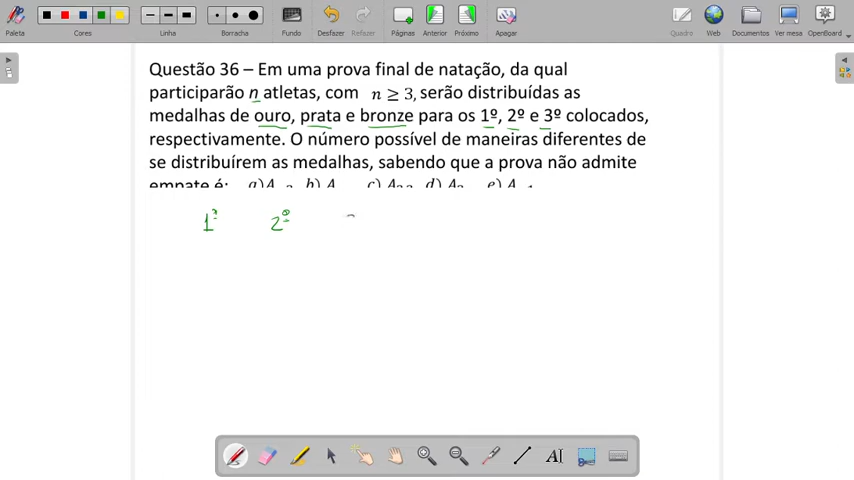 Paleta Cores Linha Borracha Fundo Desfazer Refazer Páginas Anterior Próximo Apagar Quadro Web Documentos Ver mesa OpenBoard
Questão 36 – Em uma prova final de natação, da qual
participarão n atletas, com n ≥ 3, serão distribuídas as
medalhas de ouro, prata e bronze para os 1º, 2º e 3º colocados,
respectivamente. O número possível de maneiras diferentes de
se distribuírem as medalhas, sabendo que a prova não admite
empate é: a) b) c) d) e)
1º 2º